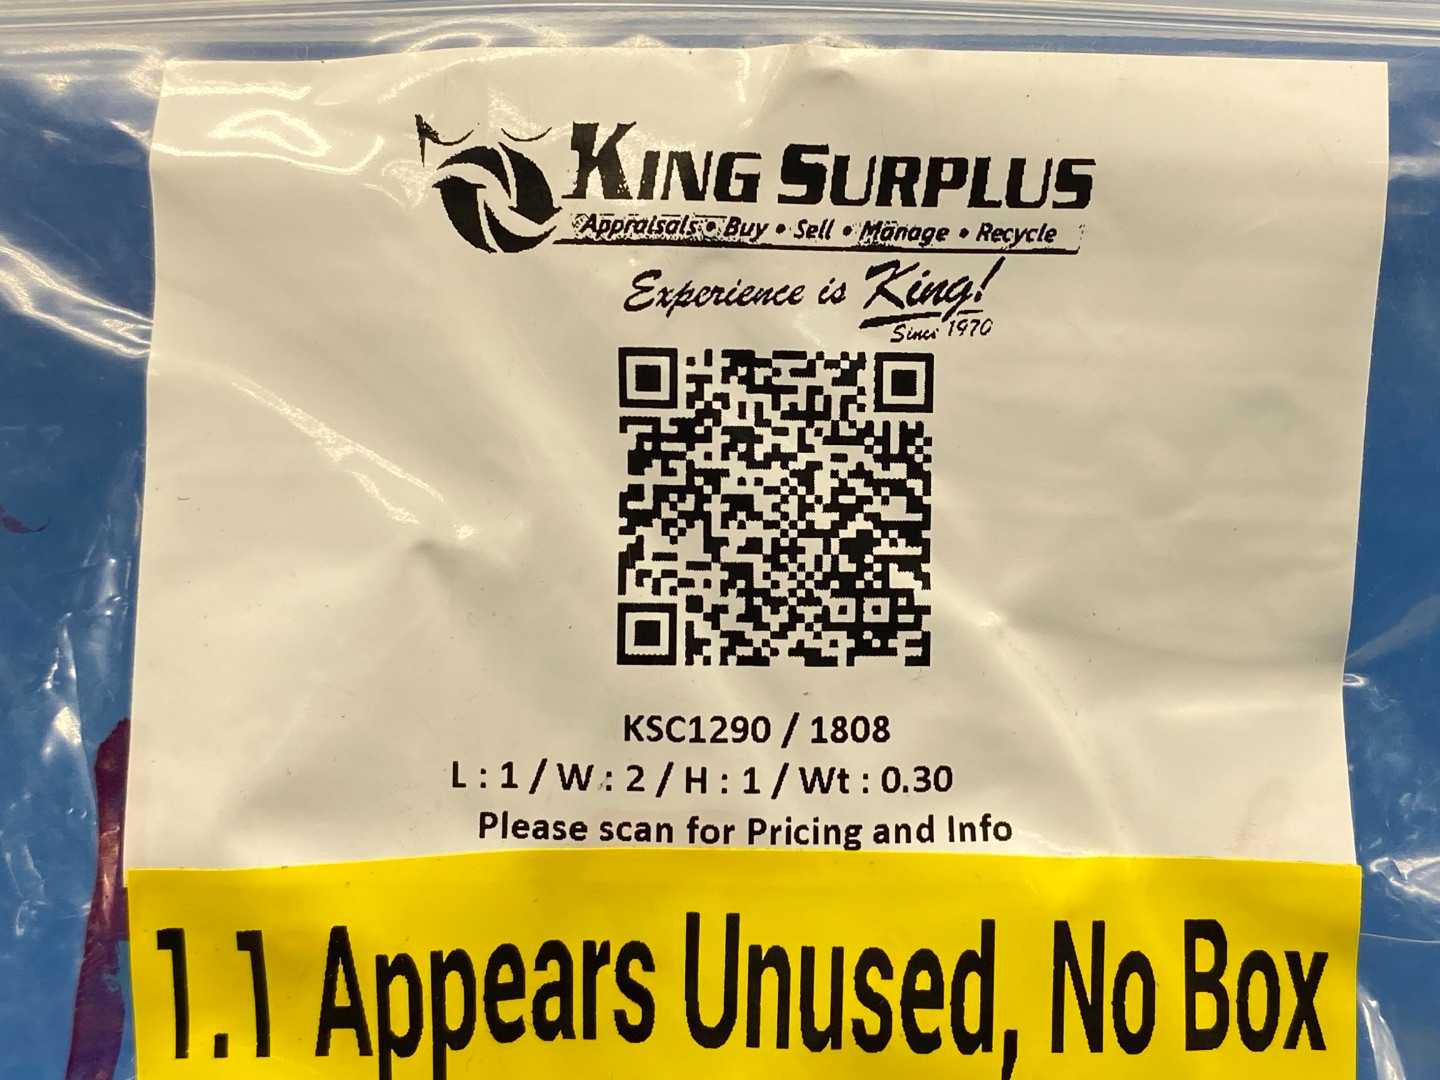 KING SURPLUS
Appraisals • Buy • Sell • Manage • Recycle
Experience is King!
Since 1970
KSC1290 / 1808
L : 1 / W : 2 / H : 1 / Wt : 0.30
Please scan for Pricing and Info
1.1 Appears Unused, No Box